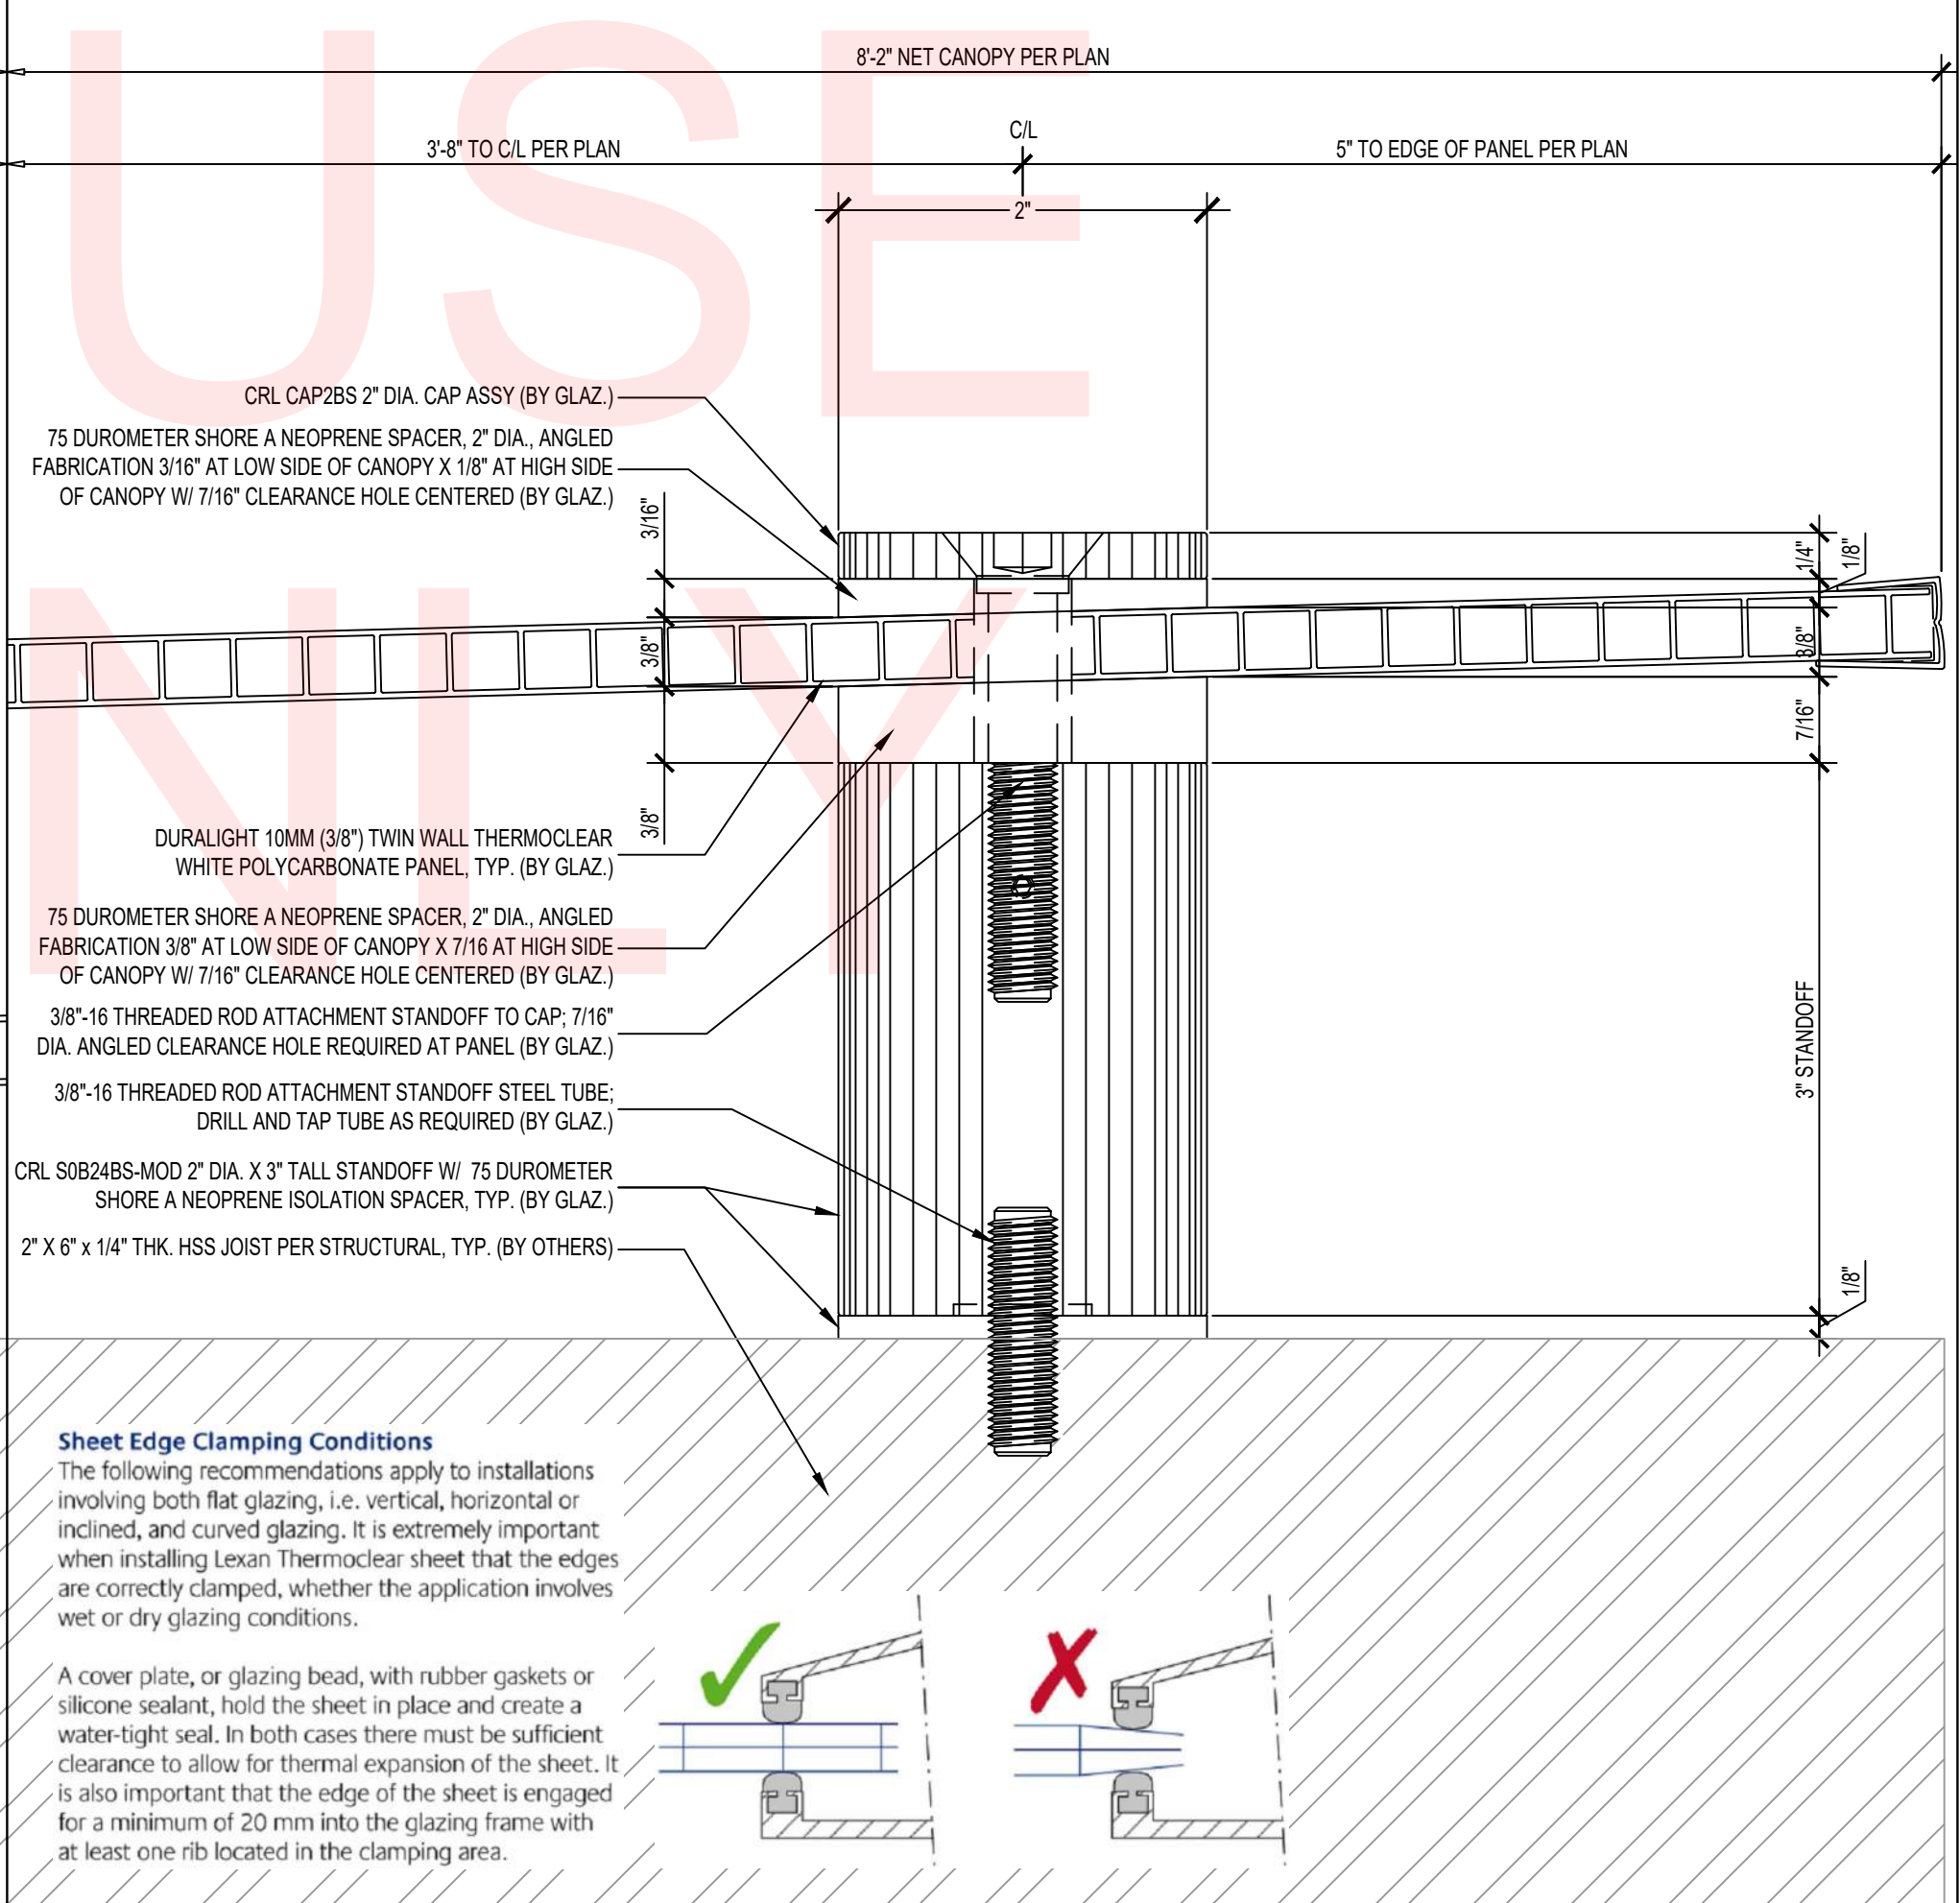 USE
NLY
8'-2" NET CANOPY PER PLAN
3'-8" TO C/L PER PLAN
C/L
5" TO EDGE OF PANEL PER PLAN
2"
CRL CAP2BS 2" DIA. CAP ASSY (BY GLAZ.)
75 DUROMETER SHORE A NEOPRENE SPACER, 2" DIA., ANGLED
FABRICATION 3/16" AT LOW SIDE OF CANOPY X 1/8" AT HIGH SIDE
OF CANOPY W/ 7/16" CLEARANCE HOLE CENTERED (BY GLAZ.)
3/16"
3/8"
3/8"
1/4"
1/8"
3/8"
7/16"
DURALIGHT 10MM (3/8") TWIN WALL THERMOCLEAR
WHITE POLYCARBONATE PANEL, TYP. (BY GLAZ.)
75 DUROMETER SHORE A NEOPRENE SPACER, 2" DIA., ANGLED
FABRICATION 3/8" AT LOW SIDE OF CANOPY X 7/16 AT HIGH SIDE
OF CANOPY W/ 7/16" CLEARANCE HOLE CENTERED (BY GLAZ.)
3/8"-16 THREADED ROD ATTACHMENT STANDOFF TO CAP; 7/16"
DIA. ANGLED CLEARANCE HOLE REQUIRED AT PANEL (BY GLAZ.)
3/8"-16 THREADED ROD ATTACHMENT STANDOFF STEEL TUBE;
DRILL AND TAP TUBE AS REQUIRED (BY GLAZ.)
CRL S0B24BS-MOD 2" DIA. X 3" TALL STANDOFF W/ 75 DUROMETER
SHORE A NEOPRENE ISOLATION SPACER, TYP. (BY GLAZ.)
2" X 6" x 1/4" THK. HSS JOIST PER STRUCTURAL, TYP. (BY OTHERS)
3" STANDOFF
1/8"
Sheet Edge Clamping Conditions
The following recommendations apply to installations
involving both flat glazing, i.e. vertical, horizontal or
inclined, and curved glazing. It is extremely important
when installing Lexan Thermoclear sheet that the edges
are correctly clamped, whether the application involves
wet or dry glazing conditions.
A cover plate, or glazing bead, with rubber gaskets or
silicone sealant, hold the sheet in place and create a
water-tight seal. In both cases there must be sufficient
clearance to allow for thermal expansion of the sheet. It
is also important that the edge of the sheet is engaged
for a minimum of 20 mm into the glazing frame with
at least one rib located in the clamping area.